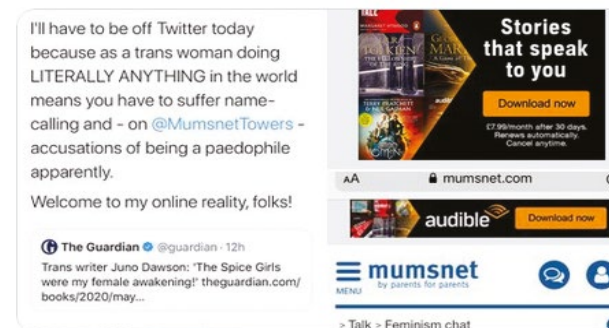 I'll have to be off Twitter today
because as a trans woman doing
LITERALLY ANYTHING in the world
means you have to suffer name-
calling and - on @MumsnetTowers -
accusations of being a paedophile
apparently.
Welcome to my online reality, folks!
The Guardian @guardian · 12h
Trans writer Juno Dawson: 'The Spice Girls
were my female awakening!' theguardian.com/
books/2020/may...
TOLKIEN
TERRY PRATCHETT
& NEIL GAIMAN
audible
Stories
that speak
to you
Download now
£7.99/month after 30 days.
Renews automatically.
Cancel anytime.
AA
mumsnet.com
audible
Download now
MENU
mumsnet
by parents for parents
> Talk > Feminism chat